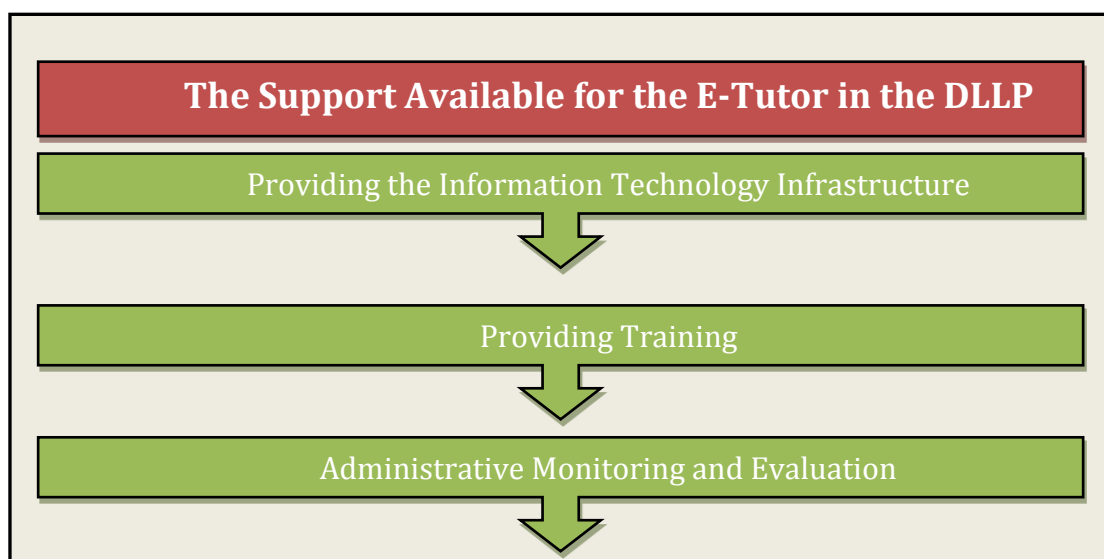 The Support Available for the E-Tutor in the DLLP
Providing the Information Technology Infrastructure
Providing Training
Administrative Monitoring and Evaluation